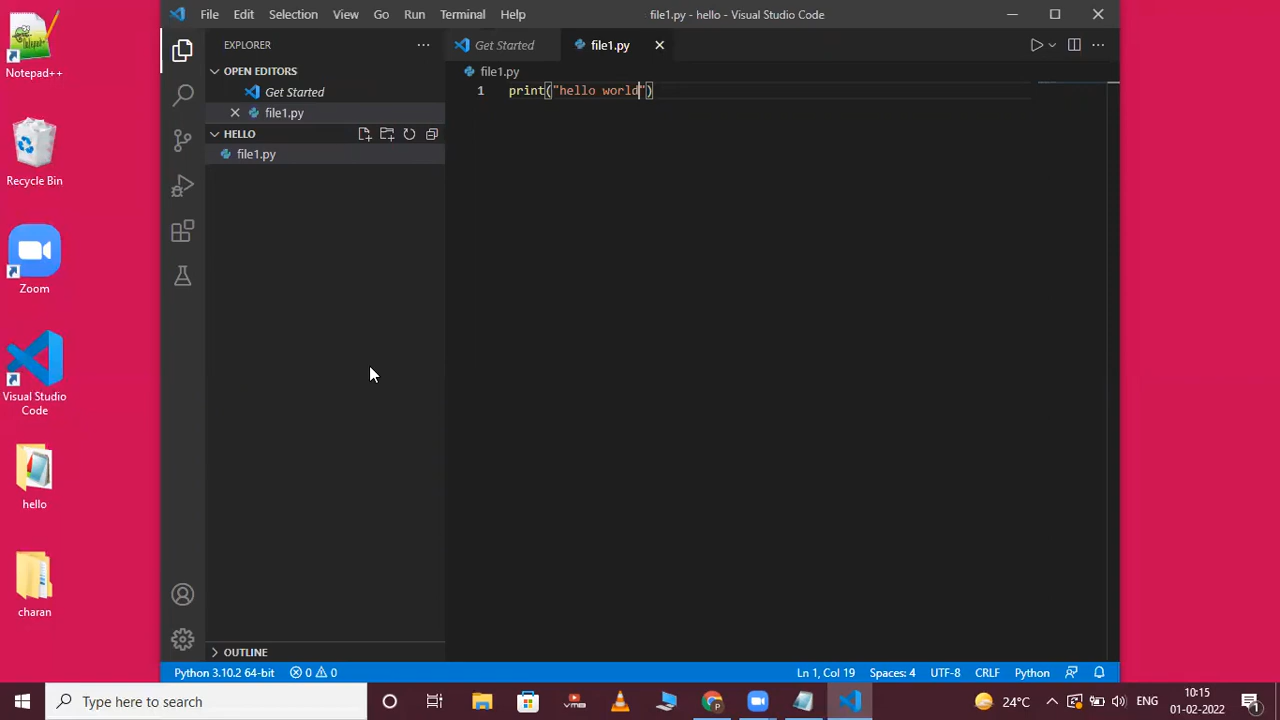 File Edit Selection View Go Run Terminal Help
file1.py - hello - Visual Studio Code
Notepad++
Recycle Bin
Zoom
Visual Studio
Code
hello
charan
EXPLORER
OPEN EDITORS
Get Started
file1.py
HELLO
file1.py
OUTLINE
Get Started
file1.py
file1.py
1 print("hello world")
Python 3.10.2 64-bit 0 0
Ln 1, Col 19 Spaces: 4 UTF-8 CRLF Python
Type here to search
24°C
ENG
10:15
01-02-2022
1